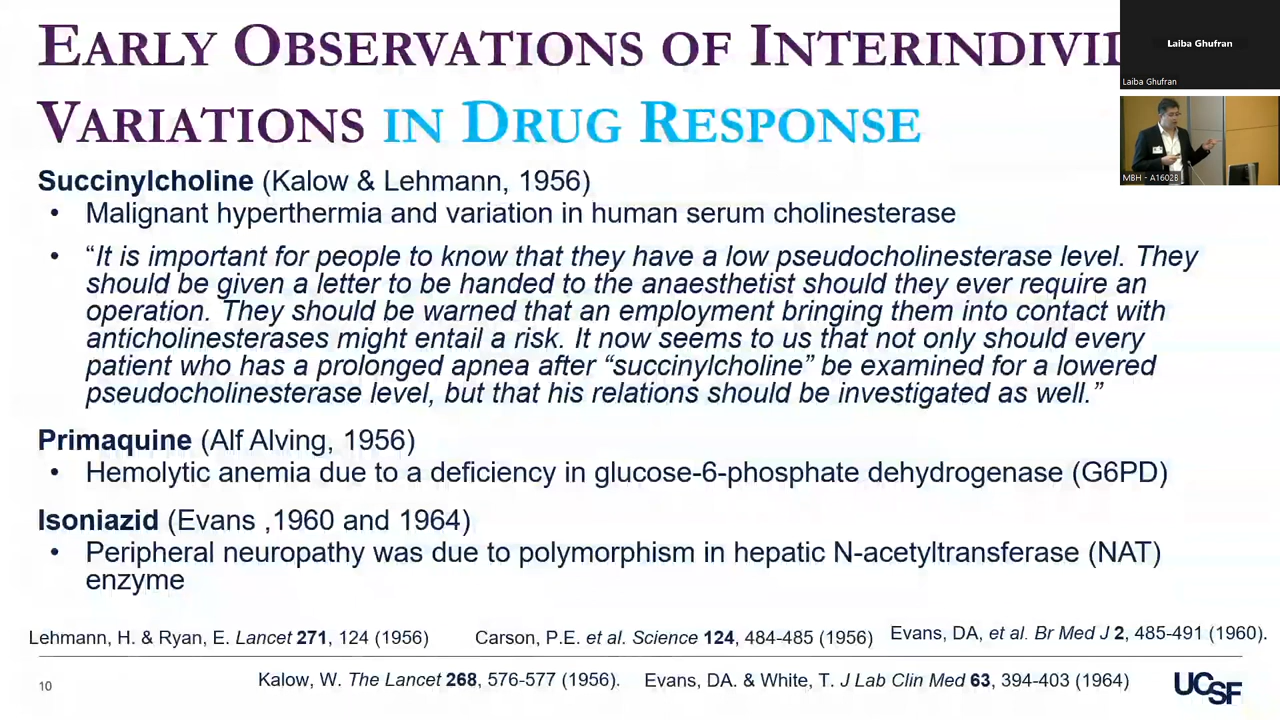 EARLY OBSERVATIONS OF INTERINDIVID
VARIATIONS IN DRUG RESPONSE
Laiba Ghufran
Laiba Ghufran
MBH - A1602B
Succinylcholine (Kalow & Lehmann, 1956)
• Malignant hyperthermia and variation in human serum cholinesterase
• “It is important for people to know that they have a low pseudocholinesterase level. They
should be given a letter to be handed to the anaesthetist should they ever require an
operation. They should be warned that an employment bringing them into contact with
anticholinesterases might entail a risk. It now seems to us that not only should every
patient who has a prolonged apnea after “succinylcholine” be examined for a lowered
pseudocholinesterase level, but that his relations should be investigated as well.”
Primaquine (Alf Alving, 1956)
• Hemolytic anemia due to a deficiency in glucose-6-phosphate dehydrogenase (G6PD)
Isoniazid (Evans ,1960 and 1964)
• Peripheral neuropathy was due to polymorphism in hepatic N-acetyltransferase (NAT)
enzyme
Lehmann, H. & Ryan, E. Lancet 271, 124 (1956)
Carson, P.E. et al. Science 124, 484-485 (1956)
Evans, DA, et al. Br Med J 2, 485-491 (1960).
Kalow, W. The Lancet 268, 576-577 (1956).
Evans, DA. & White, T. J Lab Clin Med 63, 394-403 (1964)
10
UCSF